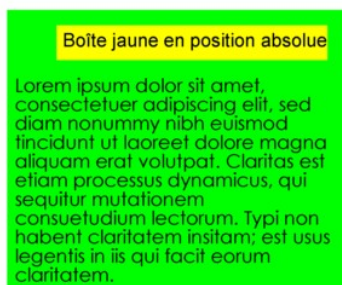 Boîte jaune en position absolue
Lorem ipsum dolor sit amet,
consectetuer adipiscing elit, sed
diam nonummy nibh euismod
tincidunt ut laoreet dolore magna
aliquam erat volutpat. Claritas est
etiam processus dynamicus, qui
sequitur mutationem
consuetudium lectorum. Typi non
habent claritatem insitam; est usus
legentis in iis qui facit eorum
claritatem.